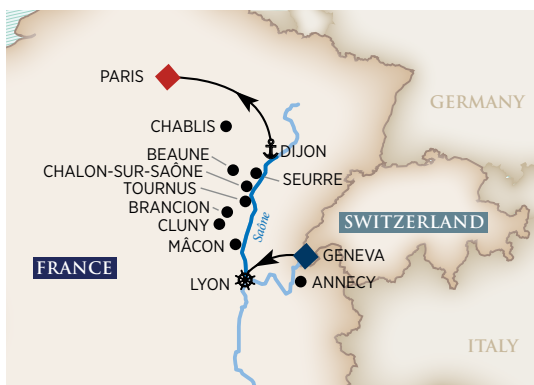 PARIS
GERMANY
CHABLIS
DIJON
BEAUNE
CHALON-SUR-SAÔNE
SEURRE
TOURNUS
BRANCION
CLUNY
Saône
SWITZERLAND
MÂCON
GENEVA
FRANCE
LYON
ANNECY
ITALY